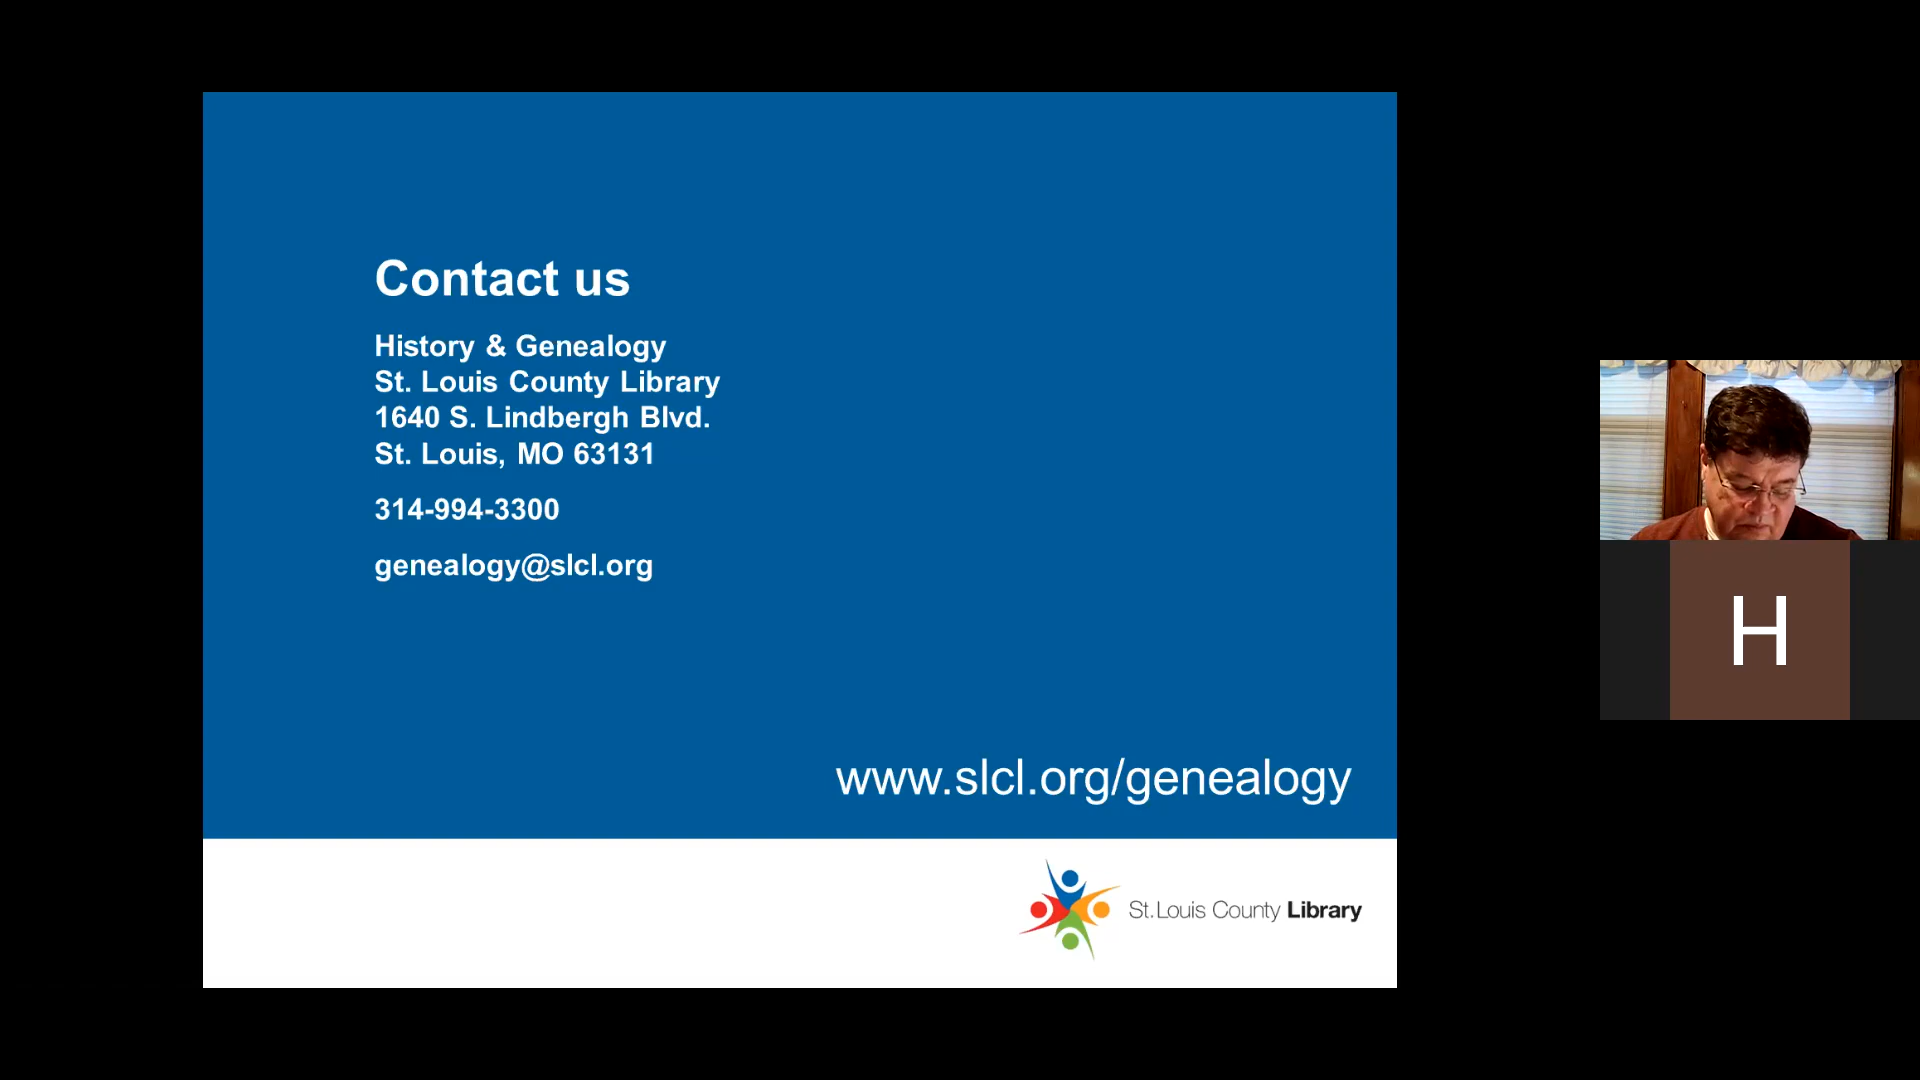 Contact us
History & Genealogy
St. Louis County Library
1640 S. Lindbergh Blvd.
St. Louis, MO 63131
314-994-3300
genealogy@slcl.org
www.slcl.org/genealogy
St.Louis County Library
H